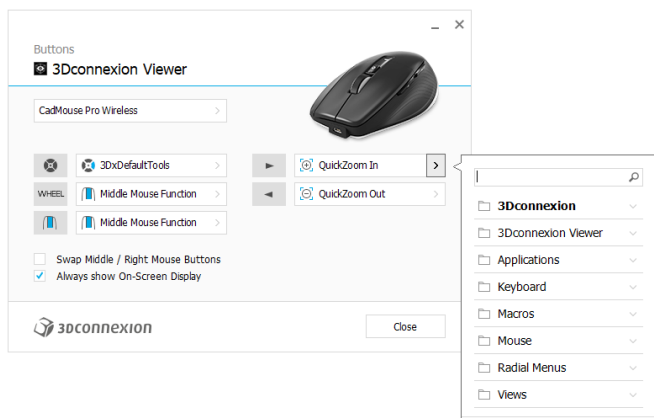 Buttons
3Dconnexion Viewer
CadMouse Pro Wireless
3DxDefaultTools
QuickZoom In
WHEEL
Middle Mouse Function
QuickZoom Out
Middle Mouse Function
Swap Middle / Right Mouse Buttons
Always show On-Screen Display
3Dconnexion
Close
3Dconnexion
3Dconnexion Viewer
Applications
Keyboard
Macros
Mouse
Radial Menus
Views